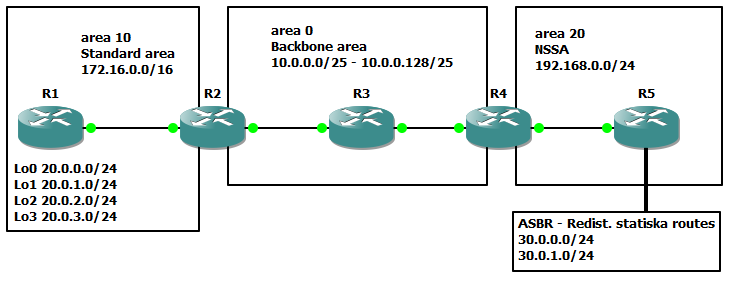 area 10
Standard area
172.16.0.0/16
area 0
Backbone area
10.0.0.0/25 - 10.0.0.128/25
area 20
NSSA
192.168.0.0/24
R1
R2
R3
R4
R5
Lo0 20.0.0.0/24
Lo1 20.0.1.0/24
Lo2 20.0.2.0/24
Lo3 20.0.3.0/24
ASBR - Redist. statiska routes
30.0.0.0/24
30.0.1.0/24